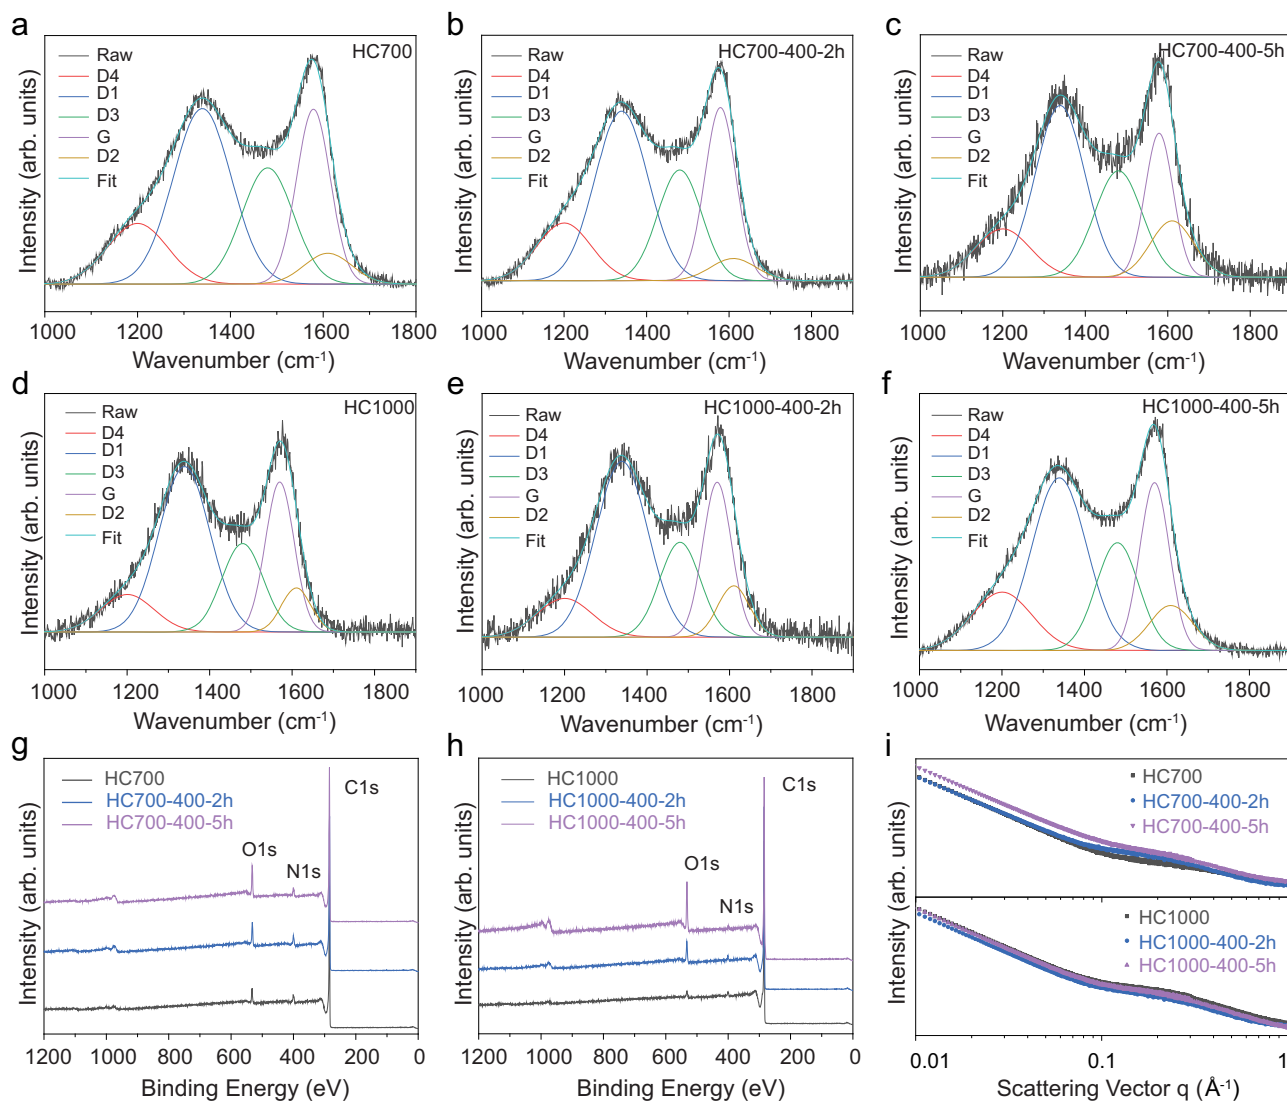 a
HC700
Raw
D4
D1
D3
G
D2
Fit
Intensity (arb. units)
1000 1200 1400 1600 1800
Wavenumber (cm-1)
b
HC700-400-2h
Raw
D4
D1
D3
G
D2
Fit
Intensity (arb. units)
1000 1200 1400 1600 1800
Wavenumber (cm-1)
c
HC700-400-5h
Raw
D4
D1
D3
G
D2
Fit
Intensity (arb. units)
1000 1200 1400 1600 1800
Wavenumber (cm-1)
d
HC1000
Raw
D4
D1
D3
G
D2
Fit
Intensity (arb. units)
1000 1200 1400 1600 1800
Wavenumber (cm-1)
e
HC1000-400-2h
Raw
D4
D1
D3
G
D2
Fit
Intensity (arb. units)
1000 1200 1400 1600 1800
Wavenumber (cm-1)
f
HC1000-400-5h
Raw
D4
D1
D3
G
D2
Fit
Intensity (arb. units)
1000 1200 1400 1600 1800
Wavenumber (cm-1)
g
HC700
HC700-400-2h
HC700-400-5h
C1s
O1s
N1s
Intensity (arb. units)
1200 1000 800 600 400 200 0
Binding Energy (eV)
h
HC1000
HC1000-400-2h
HC1000-400-5h
C1s
O1s
N1s
Intensity (arb. units)
1200 1000 800 600 400 200 0
Binding Energy (eV)
i
HC700
HC700-400-2h
HC700-400-5h
HC1000
HC1000-400-2h
HC1000-400-5h
Intensity (arb. units)
0.01 0.1 1
Scattering Vector q (Å-1)